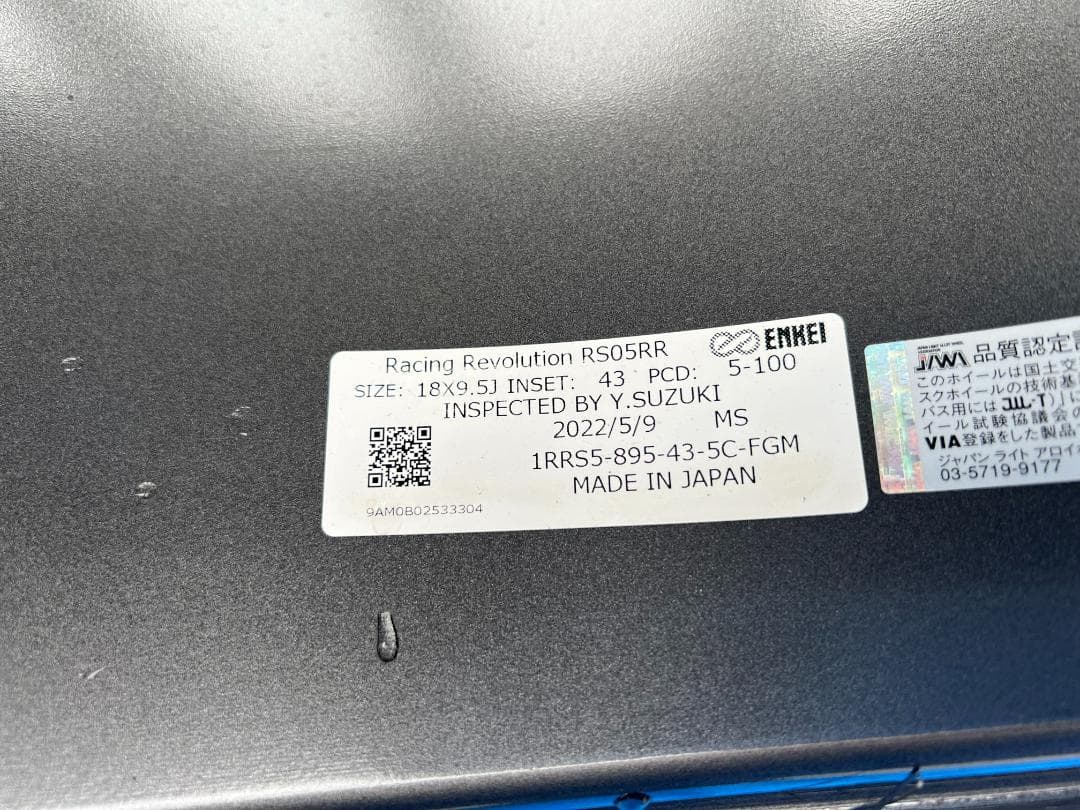 Racing Revolution RS05RR
ENKEI
SIZE: 18X9.5J INSET: 43 PCD: 5-100
INSPECTED BY Y.SUZUKI
2022/5/9 MS
1RRS5-895-43-5C-FGM
MADE IN JAPAN
9AM0B02533304
JAWA 品質認定証
このホイールは国土交
スクホイールの技術基
バス用には JWL-T)」に
イール試験協議会の
VIA登録をした製品
ジャパン ライト アロイ
03-5719-9177